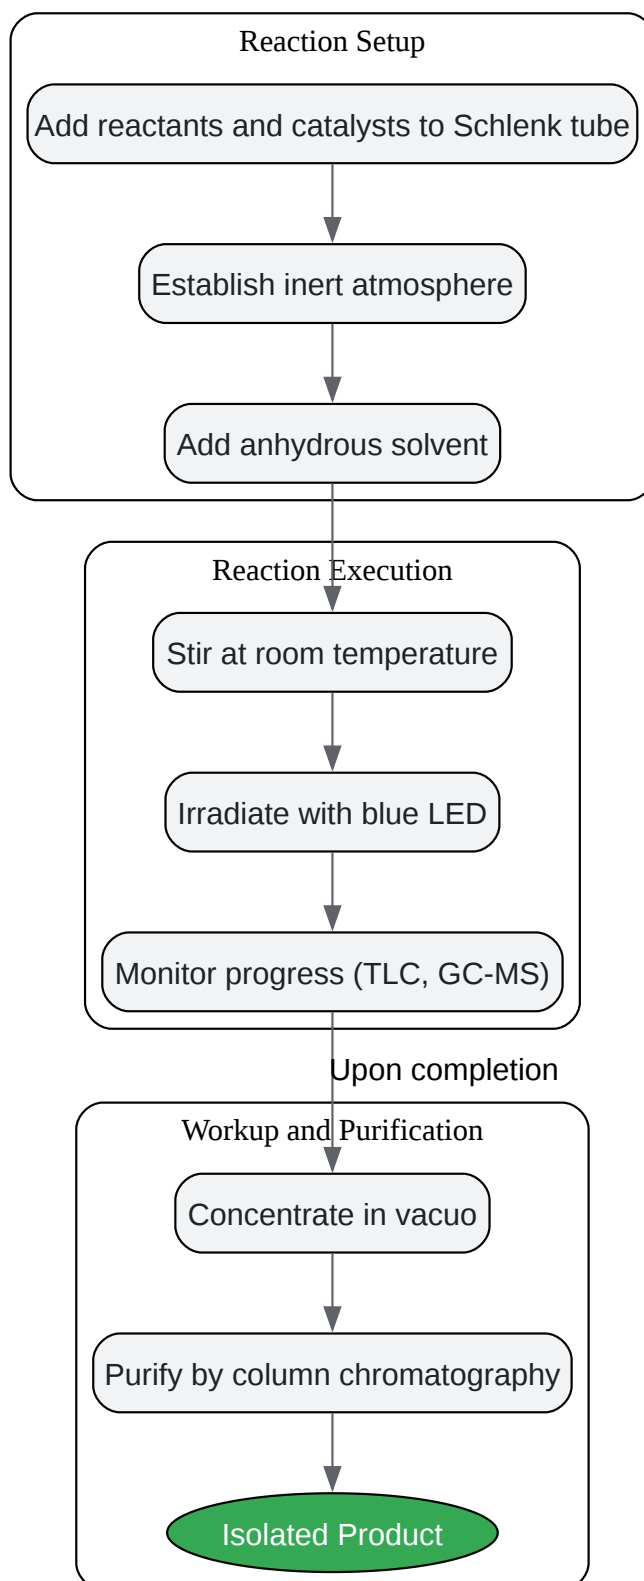 Reaction Setup
Add reactants and catalysts to Schlenk tube
Establish inert atmosphere
Add anhydrous solvent
Reaction Execution
Stir at room temperature
Irradiate with blue LED
Monitor progress (TLC, GC-MS)
Upon completion
Workup and Purification
Concentrate in vacuo
Purify by column chromatography
Isolated Product